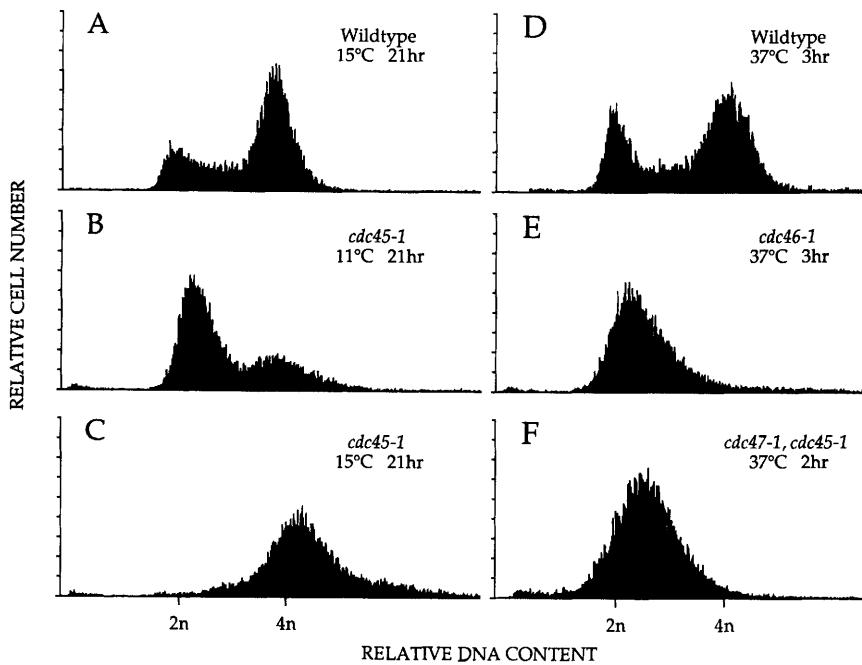 A
Wildtype
15°C 21hr
D
Wildtype
37°C 3hr
B
cdc45-1
11°C 21hr
E
cdc46-1
37°C 3hr
C
cdc45-1
15°C 21hr
F
cdc47-1, cdc45-1
37°C 2hr
RELATIVE CELL NUMBER
2n
4n
2n
4n
RELATIVE DNA CONTENT